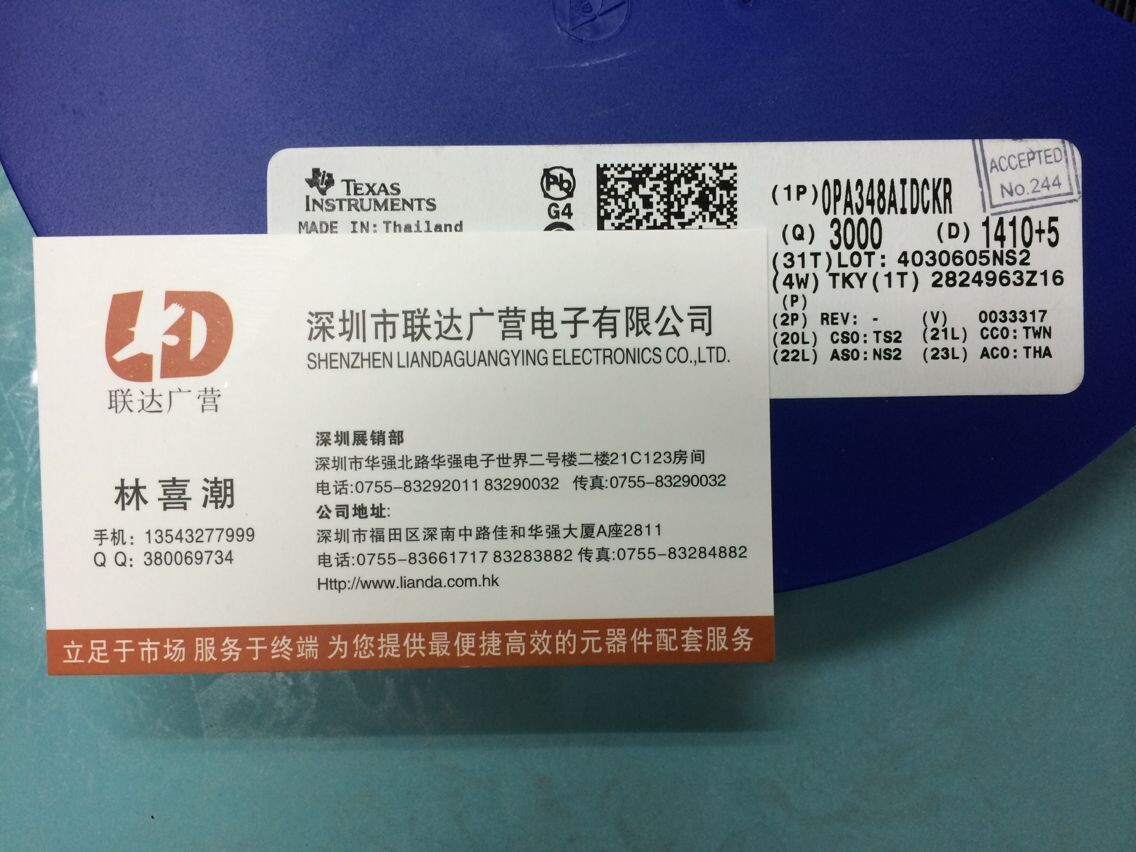 TEXAS
INSTRUMENTS
MADE IN:Thailand
Pb
G4
(1P)OPA348AIDCKR
(Q) 3000 (D) 1410+5
(31T)LOT: 4030605NS2
(4W) TKY(1T) 2824963Z16
(P)
(2P) REV: - (V) 0033317
(20L) CSO:TS2 (21L) CCO:TWN
(22L) ASO:NS2 (23L) ACO:THA
ACCEPTED
No.244
LD
联达广营
深圳市联达广营电子有限公司
SHENZHEN LIANDAGUANGYING ELECTRONICS CO.,LTD.
林喜潮
手机: 13543277999
Q Q: 380069734
深圳展销部
深圳市华强北路华强电子世界二号楼二楼21C123房间
电话:0755-83292011 83290032 传真:0755-83290032
公司地址:
深圳市福田区深南中路佳和华强大厦A座2811
电话:0755-83661717 83283882 传真:0755-83284882
Http://www.lianda.com.hk
立足于市场 服务于终端 为您提供最便捷高效的元器件配套服务